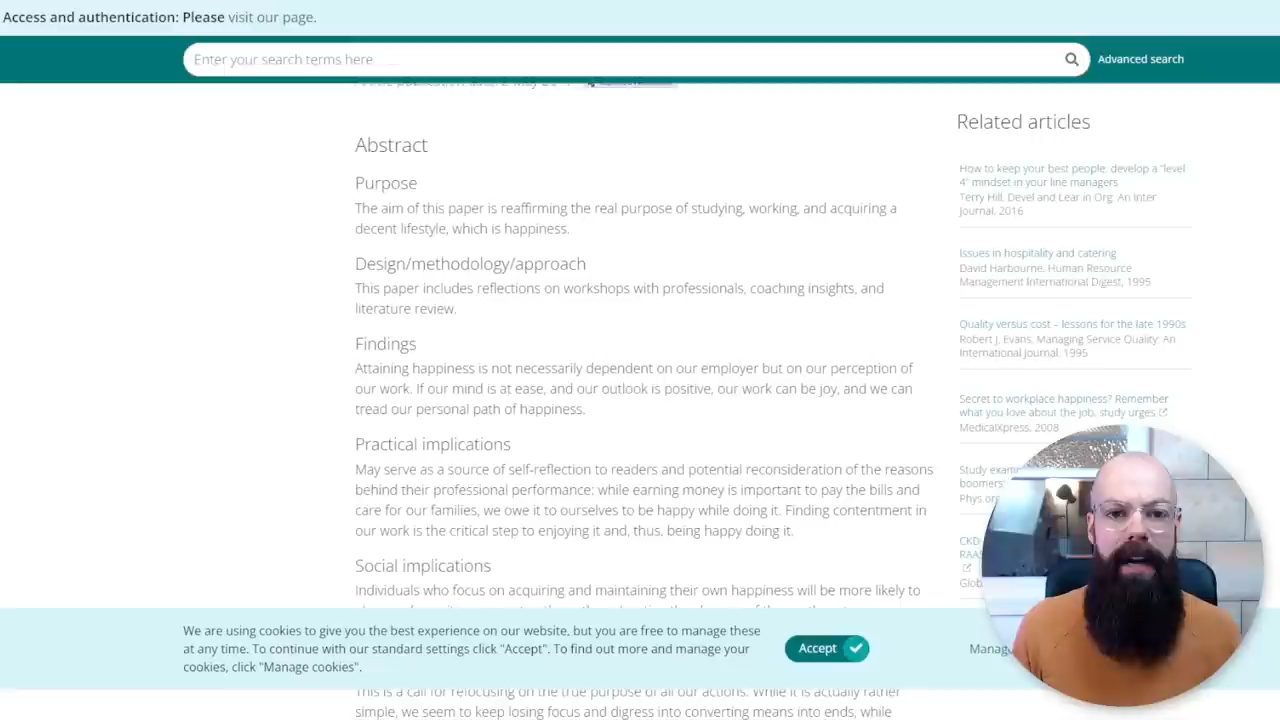 Access and authentication: Please visit our page.
Enter your search terms here
Advanced search
Abstract
Purpose
The aim of this paper is reaffirming the real purpose of studying, working, and acquiring a
decent lifestyle, which is happiness.
Design/methodology/approach
This paper includes reflections on workshops with professionals, coaching insights, and
literature review.
Findings
Attaining happiness is not necessarily dependent on our employer but on our perception of
our work. If our mind is at ease, and our outlook is positive, our work can be joy, and we can
tread our personal path of happiness.
Practical implications
May serve as a source of self-reflection to readers and potential reconsideration of the reasons
behind their professional performance: while earning money is important to pay the bills and
care for our families, we owe it to ourselves to be happy while doing it. Finding contentment in
our work is the critical step to enjoying it and, thus, being happy doing it.
Social implications
Individuals who focus on acquiring and maintaining their own happiness will be more likely to
This is a call for refocusing on the true purpose of all our actions. While it is actually rather
simple, we seem to keep losing focus and digress into converting means into ends, while
Related articles
How to keep your best people: develop a "level
4" mindset in your line managers
Terry Hill, Devel and Lear in Org: An Inter
Journal, 2016
Issues in hospitality and catering
David Harbourne, Human Resource
Management International Digest, 1995
Quality versus cost – lessons for the late 1990s
Robert J. Evans, Managing Service Quality: An
International Journal, 1995
Secret to workplace happiness? Remember
what you love about the job, study urges
MedicalXpress, 2008
Study
boomers'
Phys.org
CKD
We are using cookies to give you the best experience on our website, but you are free to manage these
at any time. To continue with our standard settings click "Accept". To find out more and manage your
cookies, click "Manage cookies".
Accept